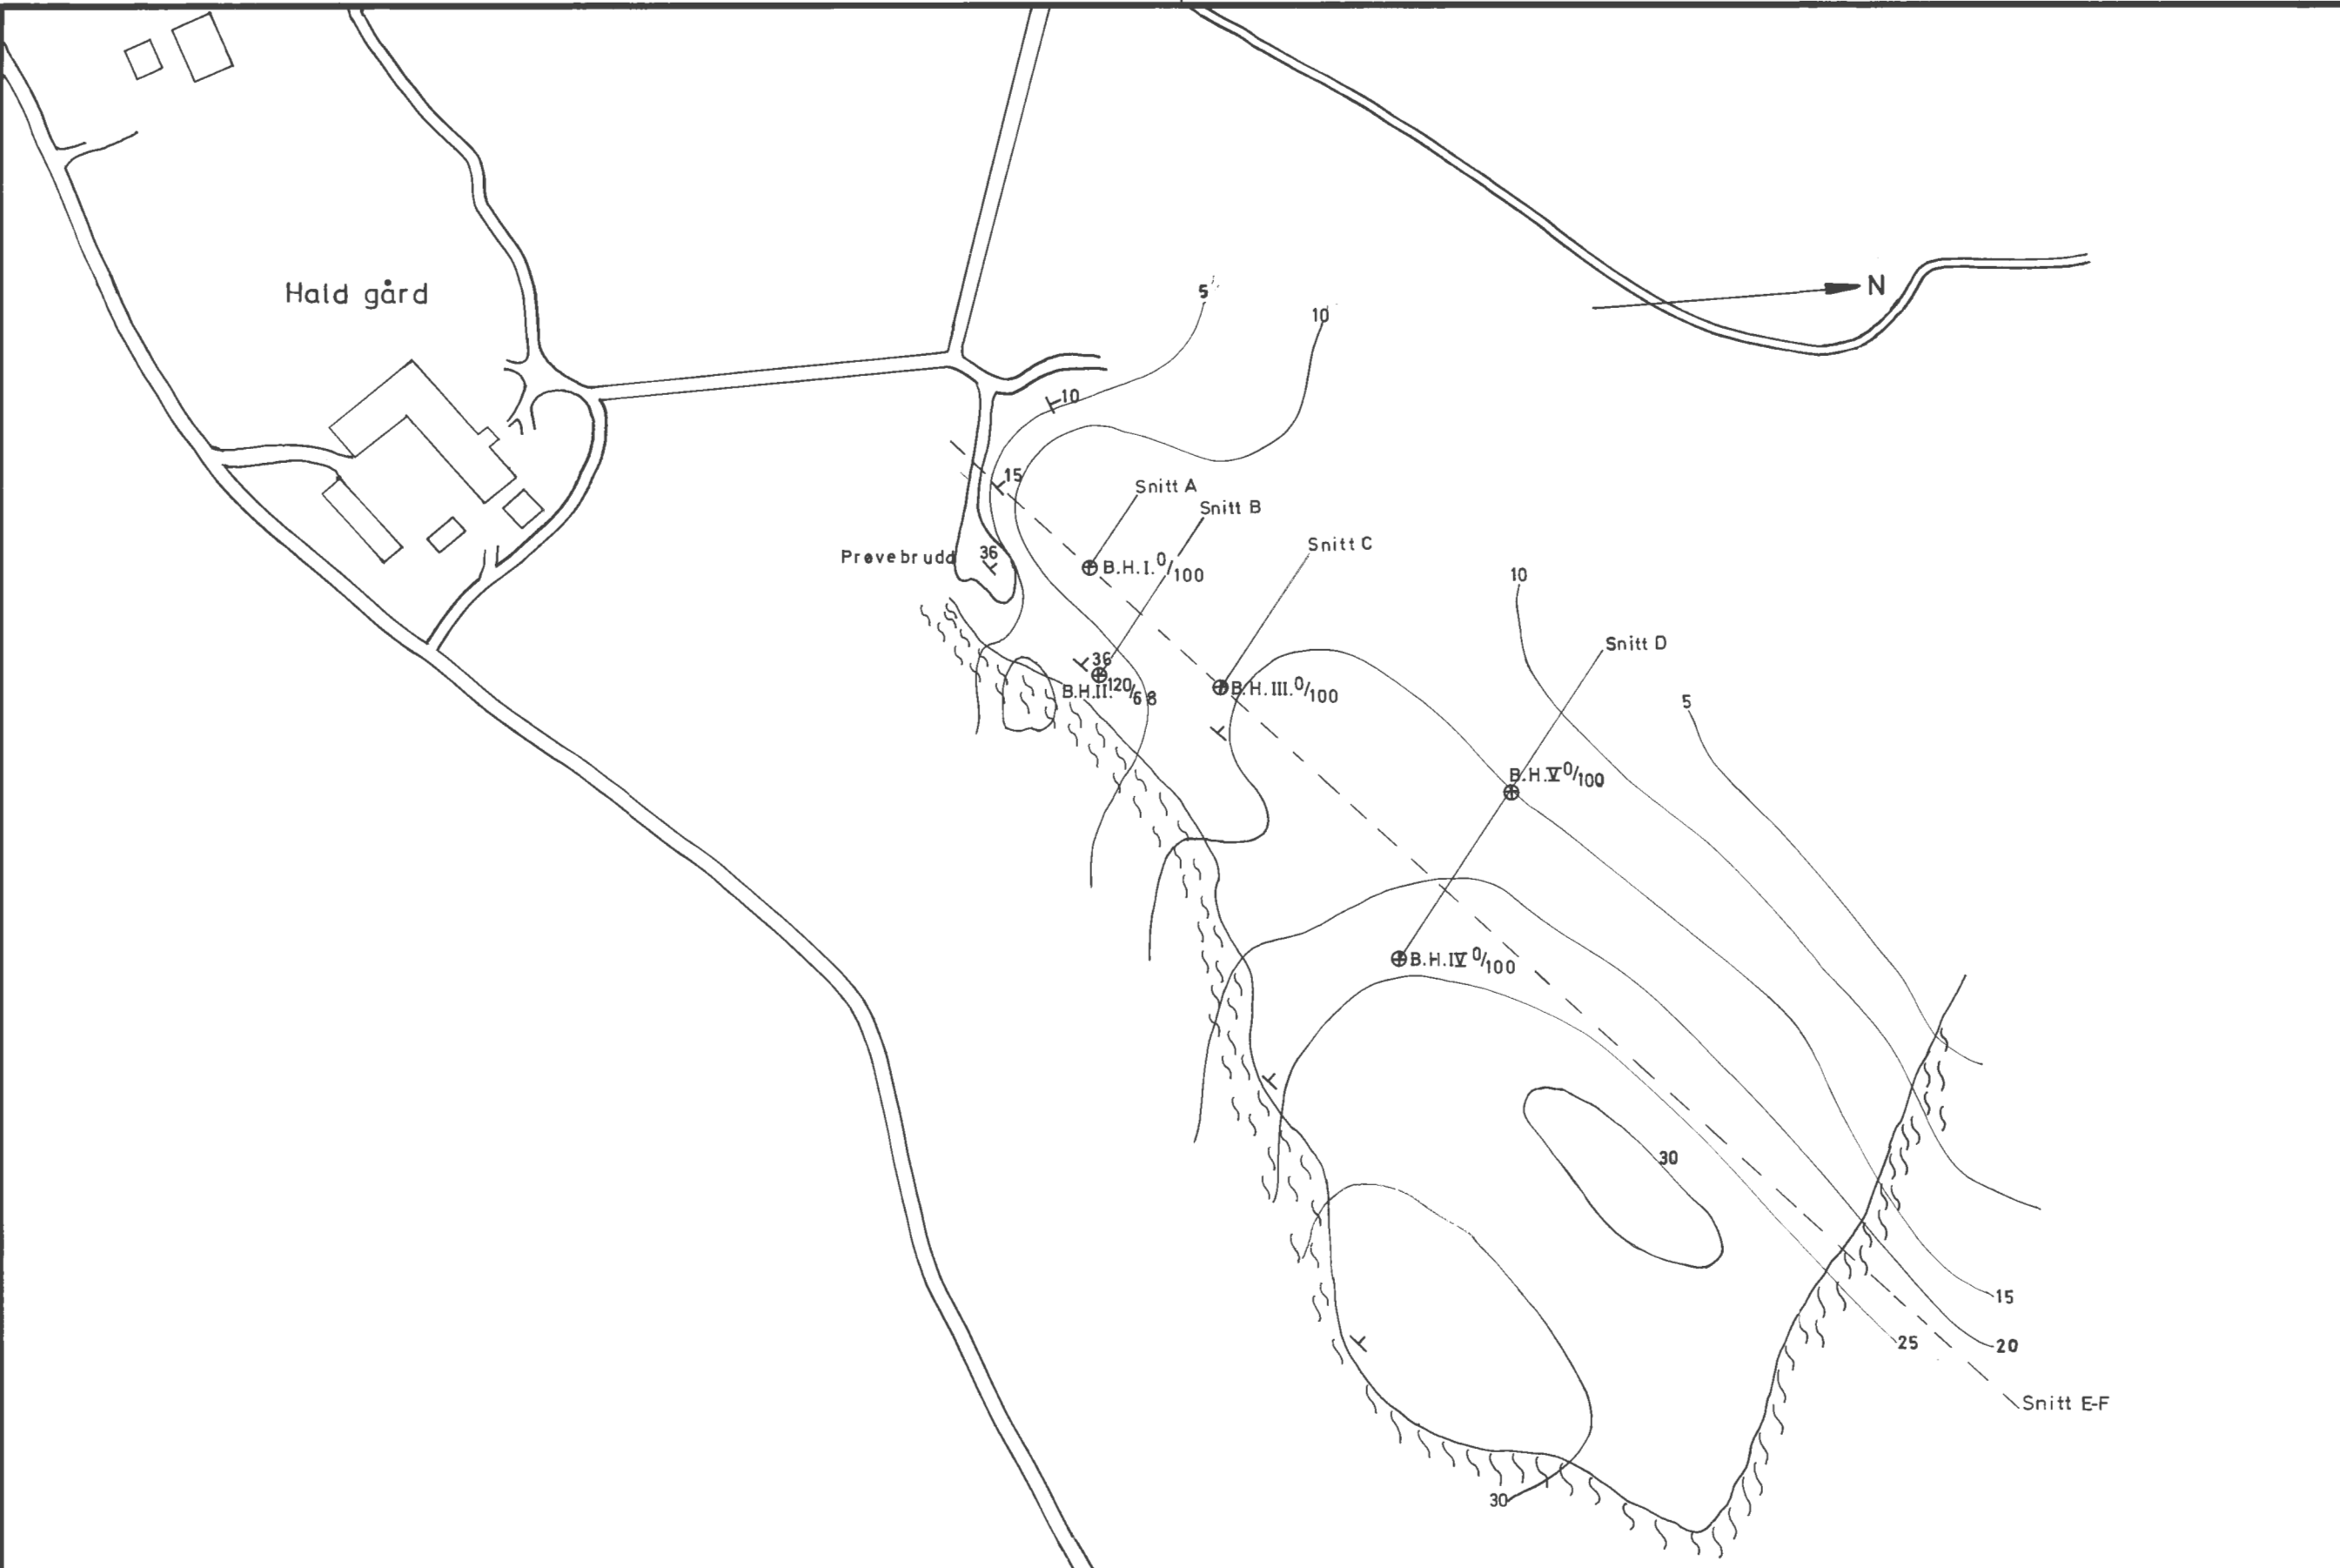 Hald gård
N
5
10
10
15
Snitt A
Snitt B
Snitt C
Prøvebrudd
36
B.H.I. 0/100
10
Snitt D
36
B.H.II. 120/68
B.H.III. 0/100
5
B.H.V 0/100
B.H.IV 0/100
30
15
25
20
Snitt E-F
30